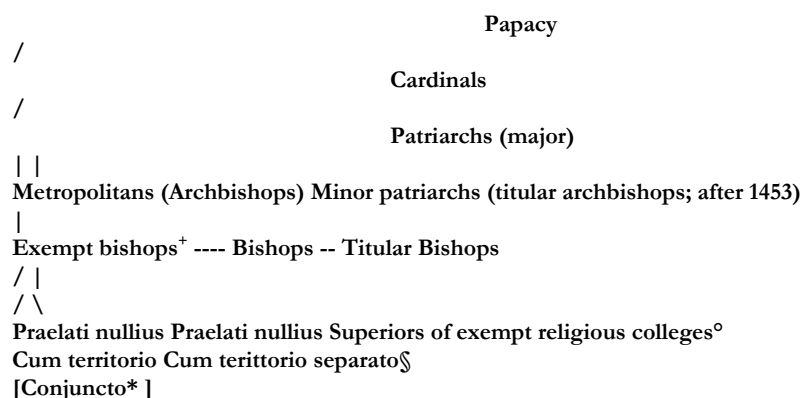 Papacy
/
Cardinals
/
Patriarchs (major)
| |
Metropolitans (Archbishops) Minor patriarchs (titular archbishops; after 1453)
|
Exempt bishops+ ---- Bishops -- Titular Bishops
/ |
/ \
Praelati nullius Praelati nullius Superiors of exempt religious colleges°
Cum territorio Cum terittorio separato§
[Conjuncto* ]